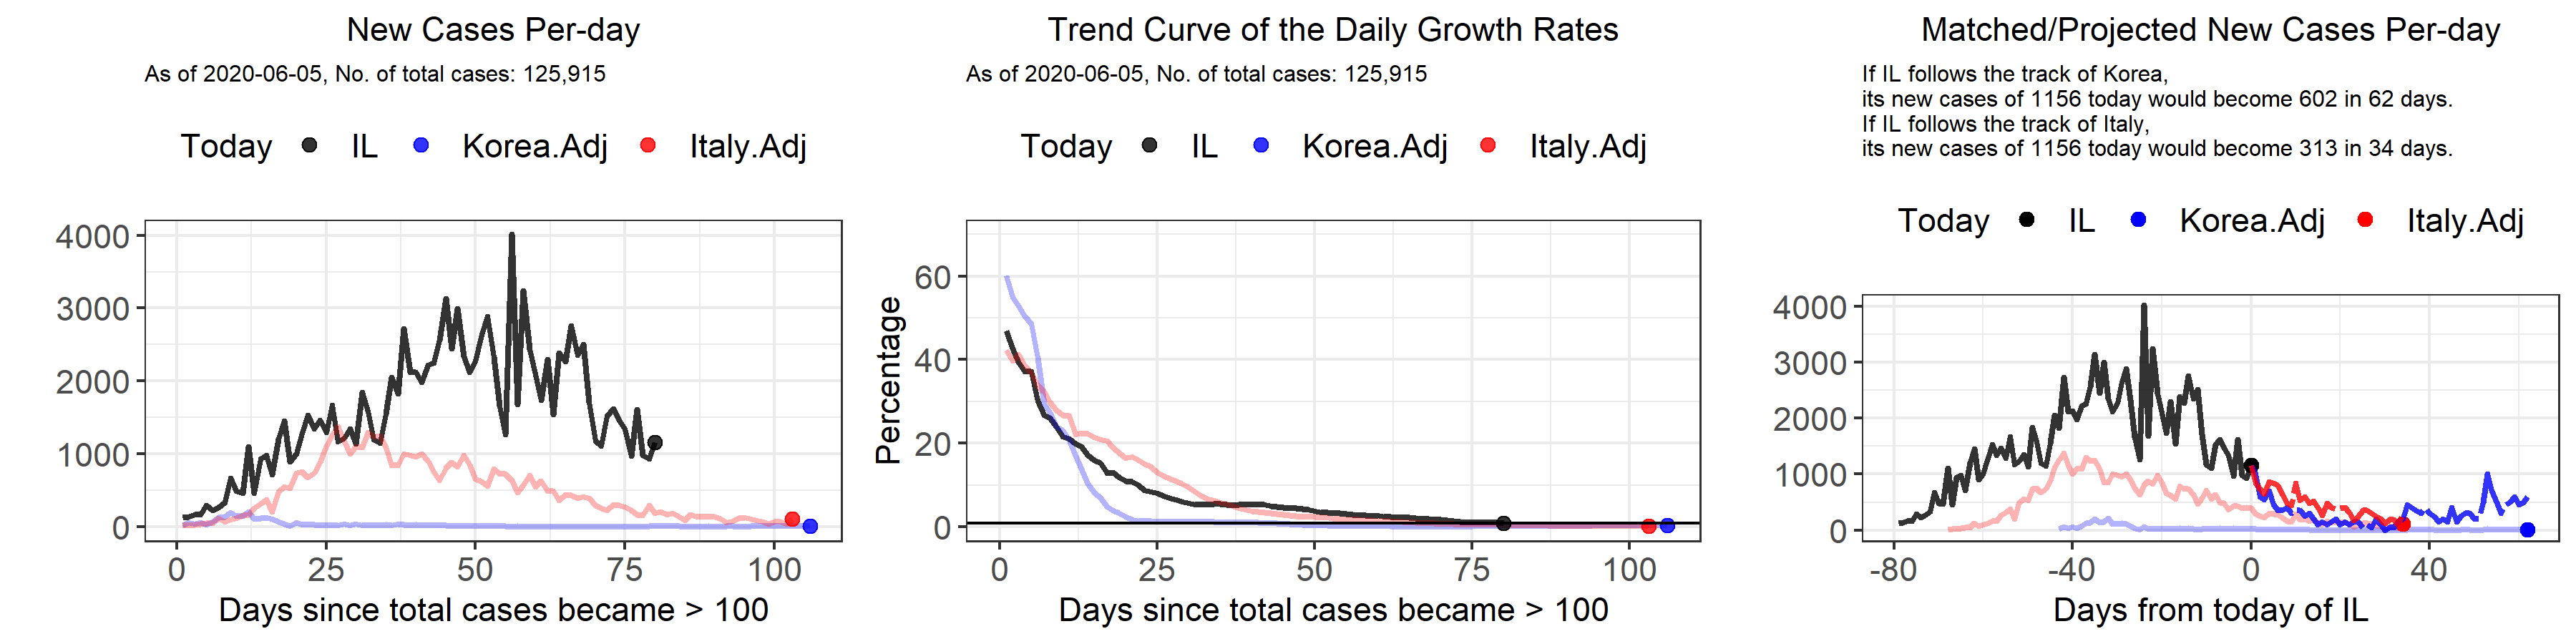 New Cases Per-day
As of 2020-06-05, No. of total cases: 125,915
Today IL Korea.Adj Italy.Adj
4000
3000
2000
1000
0
0 25 50 75 100
Days since total cases became > 100
Trend Curve of the Daily Growth Rates
As of 2020-06-05, No. of total cases: 125,915
Today IL Korea.Adj Italy.Adj
Percentage
60
40
20
0
0 25 50 75 100
Days since total cases became > 100
Matched/Projected New Cases Per-day
If IL follows the track of Korea,
its new cases of 1156 today would become 602 in 62 days.
If IL follows the track of Italy,
its new cases of 1156 today would become 313 in 34 days.
Today IL Korea.Adj Italy.Adj
4000
3000
2000
1000
0
-80 -40 0 40
Days from today of IL